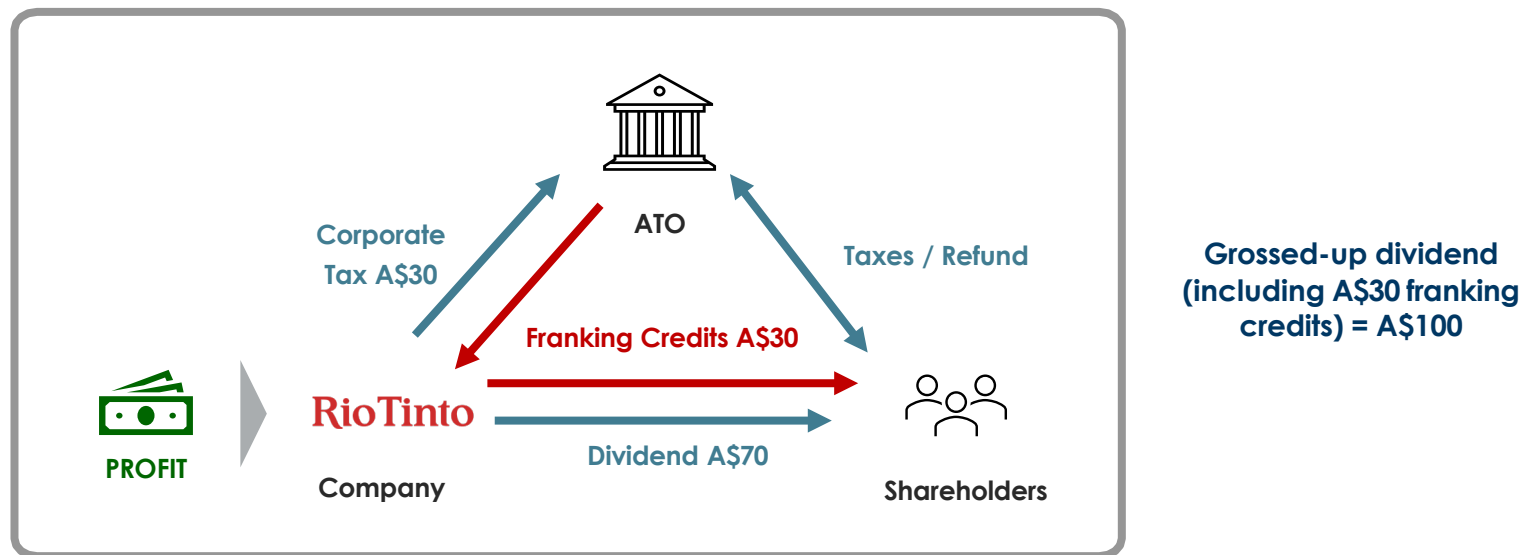 ATO
Corporate
Tax A$30
Taxes / Refund
Franking Credits A$30
PROFIT
RioTinto
Company
Dividend A$70
Shareholders
Grossed-up dividend
(including A$30 franking
credits) = A$100